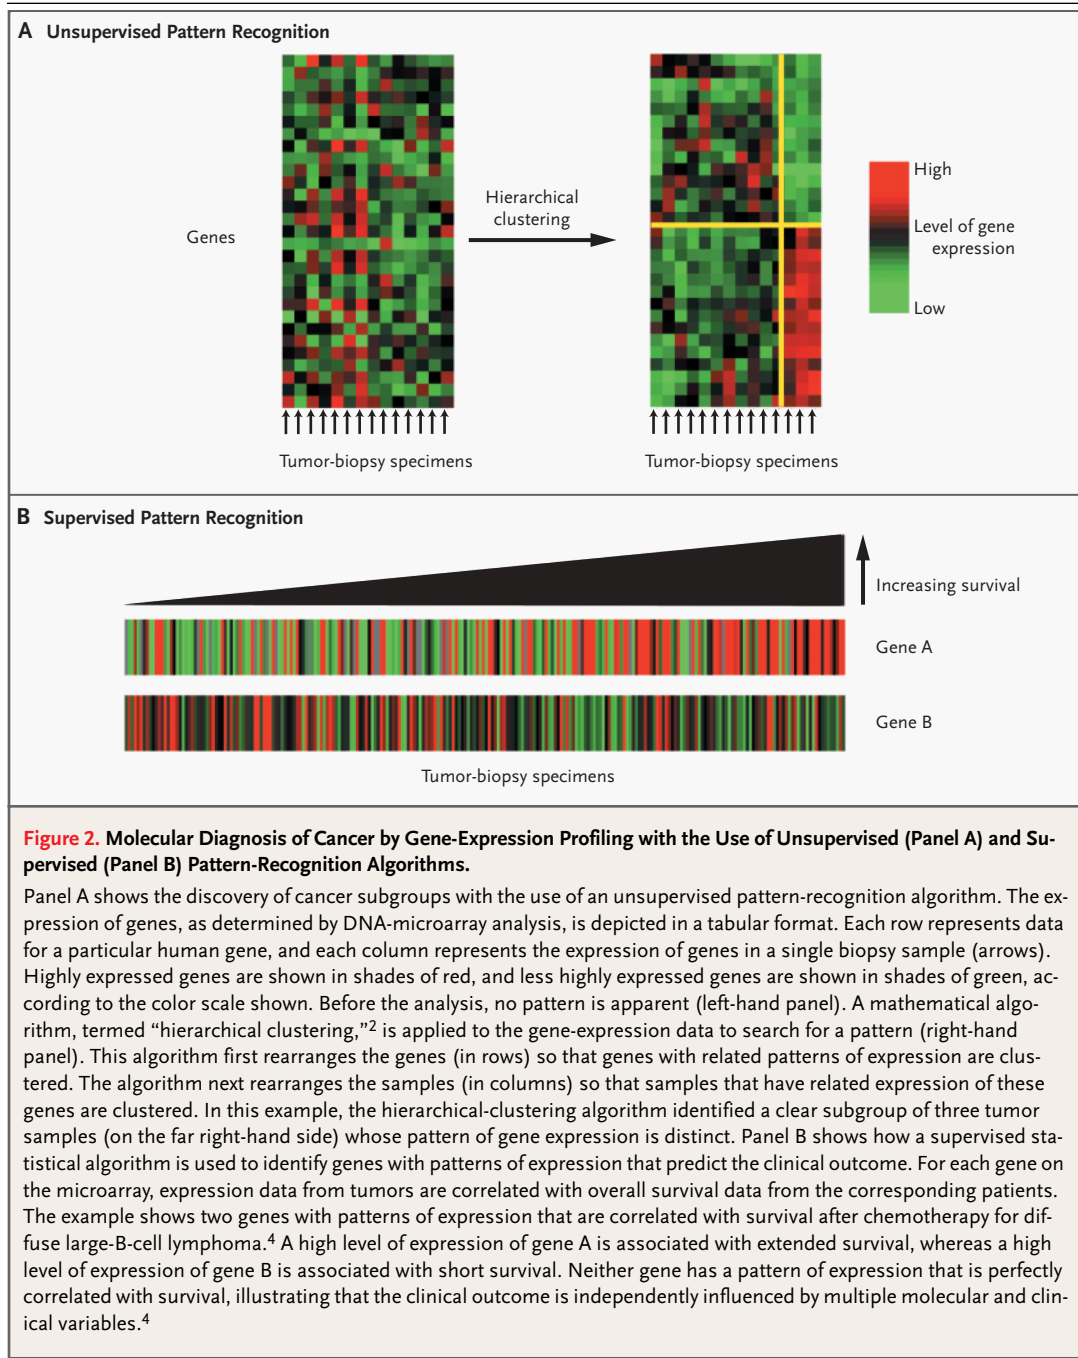 A Unsupervised Pattern Recognition
Genes
Hierarchical
clustering
High
Level of gene
expression
Low
Tumor-biopsy specimens
Tumor-biopsy specimens
B Supervised Pattern Recognition
Increasing survival
Gene A
Gene B
Tumor-biopsy specimens
Figure 2. Molecular Diagnosis of Cancer by Gene-Expression Profiling with the Use of Unsupervised (Panel A) and Su-
pervised (Panel B) Pattern-Recognition Algorithms.
Panel A shows the discovery of cancer subgroups with the use of an unsupervised pattern-recognition algorithm. The ex-
pression of genes, as determined by DNA-microarray analysis, is depicted in a tabular format. Each row represents data
for a particular human gene, and each column represents the expression of genes in a single biopsy sample (arrows).
Highly expressed genes are shown in shades of red, and less highly expressed genes are shown in shades of green, ac-
cording to the color scale shown. Before the analysis, no pattern is apparent (left-hand panel). A mathematical algo-
rithm, termed “hierarchical clustering,”2 is applied to the gene-expression data to search for a pattern (right-hand
panel). This algorithm first rearranges the genes (in rows) so that genes with related patterns of expression are clus-
tered. The algorithm next rearranges the samples (in columns) so that samples that have related expression of these
genes are clustered. In this example, the hierarchical-clustering algorithm identified a clear subgroup of three tumor
samples (on the far right-hand side) whose pattern of gene expression is distinct. Panel B shows how a supervised sta-
tistical algorithm is used to identify genes with patterns of expression that predict the clinical outcome. For each gene on
the microarray, expression data from tumors are correlated with overall survival data from the corresponding patients.
The example shows two genes with patterns of expression that are correlated with survival after chemotherapy for dif-
fuse large-B-cell lymphoma.4 A high level of expression of gene A is associated with extended survival, whereas a high
level of expression of gene B is associated with short survival. Neither gene has a pattern of expression that is perfectly
correlated with survival, illustrating that the clinical outcome is independently influenced by multiple molecular and clin-
ical variables.4